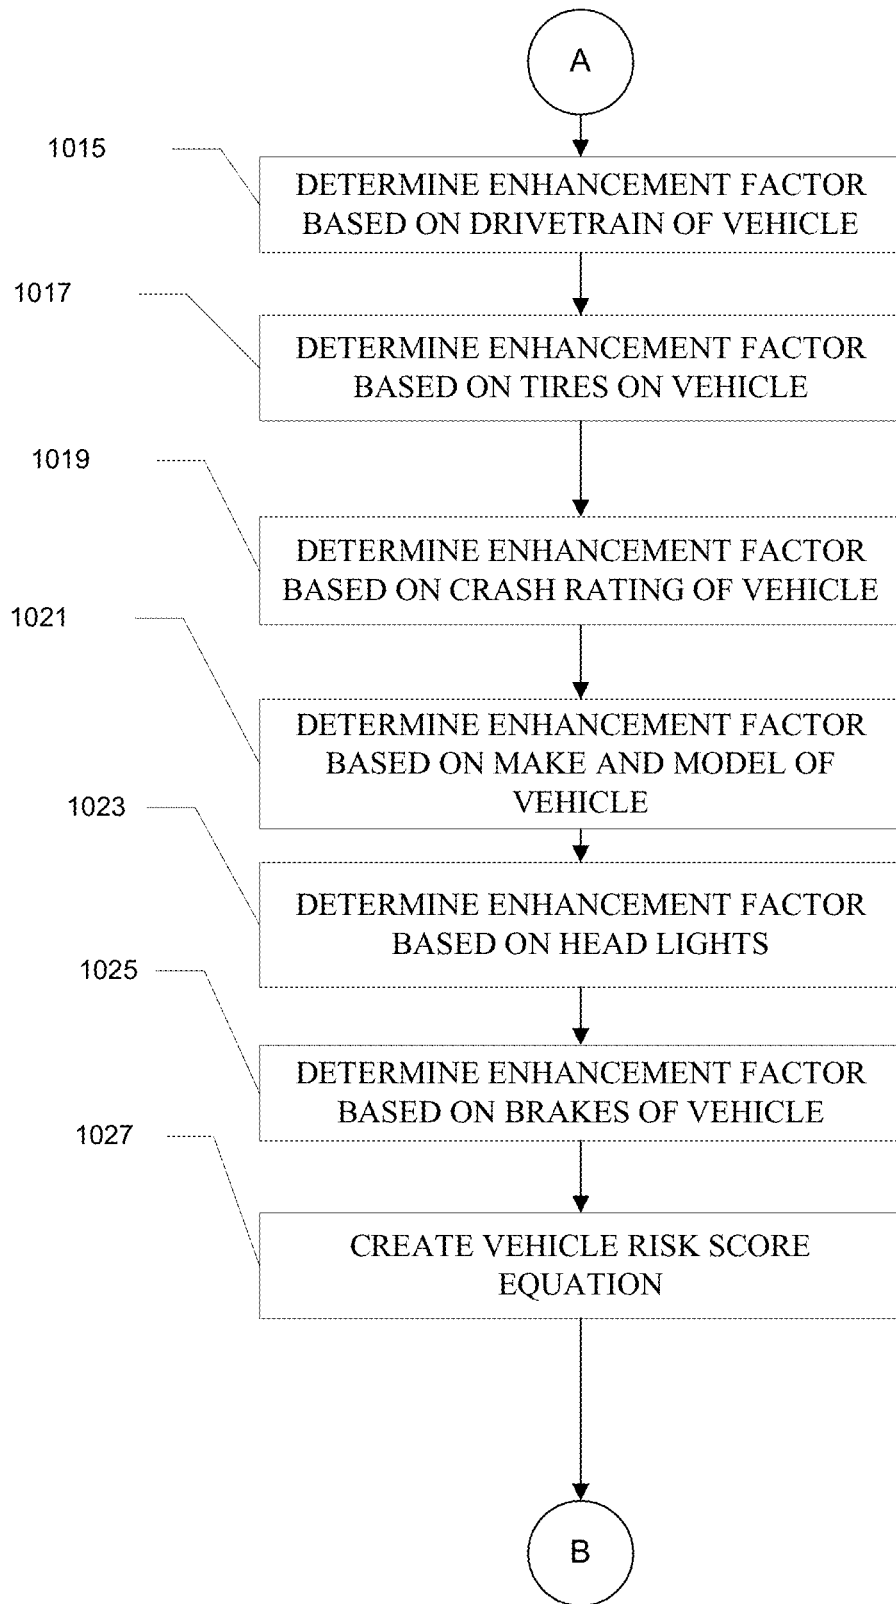 A
1015
DETERMINE ENHANCEMENT FACTOR
BASED ON DRIVETRAIN OF VEHICLE
1017
DETERMINE ENHANCEMENT FACTOR
BASED ON TIRES ON VEHICLE
1019
DETERMINE ENHANCEMENT FACTOR
BASED ON CRASH RATING OF VEHICLE
1021
DETERMINE ENHANCEMENT FACTOR
BASED ON MAKE AND MODEL OF
VEHICLE
1023
DETERMINE ENHANCEMENT FACTOR
BASED ON HEAD LIGHTS
1025
DETERMINE ENHANCEMENT FACTOR
BASED ON BRAKES OF VEHICLE
1027
CREATE VEHICLE RISK SCORE
EQUATION
B